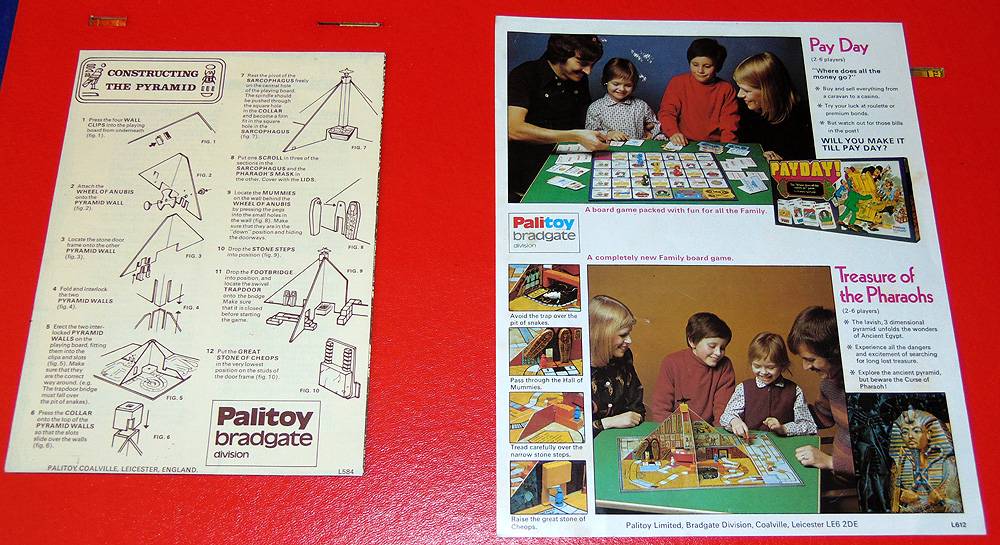 CONSTRUCTING
THE PYRAMID
1 Press the four WALL
CLIPS into the playing
board from underneath
(fig. 1).
FIG. 1
2 Attach the
WHEEL OF ANUBIS
onto the
PYRAMID WALL
(fig. 2).
FIG. 2
3 Locate the stone door
frame onto the other
PYRAMID WALL
(fig. 3).
FIG. 3
4 Fold and interlock
the two
PYRAMID WALLS
(fig. 4).
FIG. 4
5 Erect the two inter-
locked PYRAMID
WALLS on the
playing board, fitting
them into the
clips and slots
(fig. 5). Make
sure that they
are the correct
way around. (e.g.
The trapdoor bridge
must fall over
the pit of snakes).
FIG. 5
6 Press the COLLAR
onto the top of the
PYRAMID WALLS
so that the slots
slide over the walls
(fig. 6).
FIG. 6
7 Rest the pivot of the
SARCOPHAGUS freely
on the central hole
of the playing board.
The spindle should
be pushed through
the square hole
in the COLLAR
and become a firm
fit in the square
hole in the
SARCOPHAGUS
(fig. 7).
FIG. 7
8 Put one SCROLL in three of the
sections in the
SARCOPHAGUS and the
PHARAOH'S MASK in
the other. Cover with the LIDS.
9 Locate the MUMMIES
on the wall behind the
WHEEL OF ANUBIS
by pressing the pegs
into the small holes in
the wall (fig. 8). Make
sure that they are in the
"down" position and hiding
the doorways.
FIG. 8
10 Drop the STONE STEPS
into position (fig. 9).
FIG. 9
11 Drop the FOOTBRIDGE
into position, and
locate the swivel
TRAPDOOR
onto the bridge.
Make sure
that it is closed
before starting
the game.
12 Put the GREAT
STONE OF CHEOPS
in the very lowest
position on the studs of
the door frame (fig. 10).
FIG. 10
Palitoy
bradgate
division
PALITOY, COALVILLE, LEICESTER, ENGLAND.
L584
Pay Day
(2-6 players)
"Where does all the
money go?"
* Buy and sell everything from
a caravan to a casino.
* Try your luck at roulette or
premium bonds.
* But watch out for those bills
in the post!
WILL YOU MAKE IT
TILL PAY DAY?
PAYDAY!
A board game packed with fun for all the Family.
Palitoy
bradgate
division
A completely new Family board game.
Treasure of
the Pharaohs
(2-6 players)
* The lavish, 3 dimensional
pyramid unfolds the wonders
of Ancient Egypt.
* Experience all the dangers
and excitement of searching
for long lost treasure.
* Explore the ancient pyramid,
but beware the Curse of
Pharaoh!
Avoid the trap over the
pit of snakes.
Pass through the Hall of
Mummies.
Tread carefully over the
narrow stone steps.
Raise the great stone of
Cheops.
Palitoy Limited, Bradgate Division, Coalville, Leicester LE6 2DE
L612